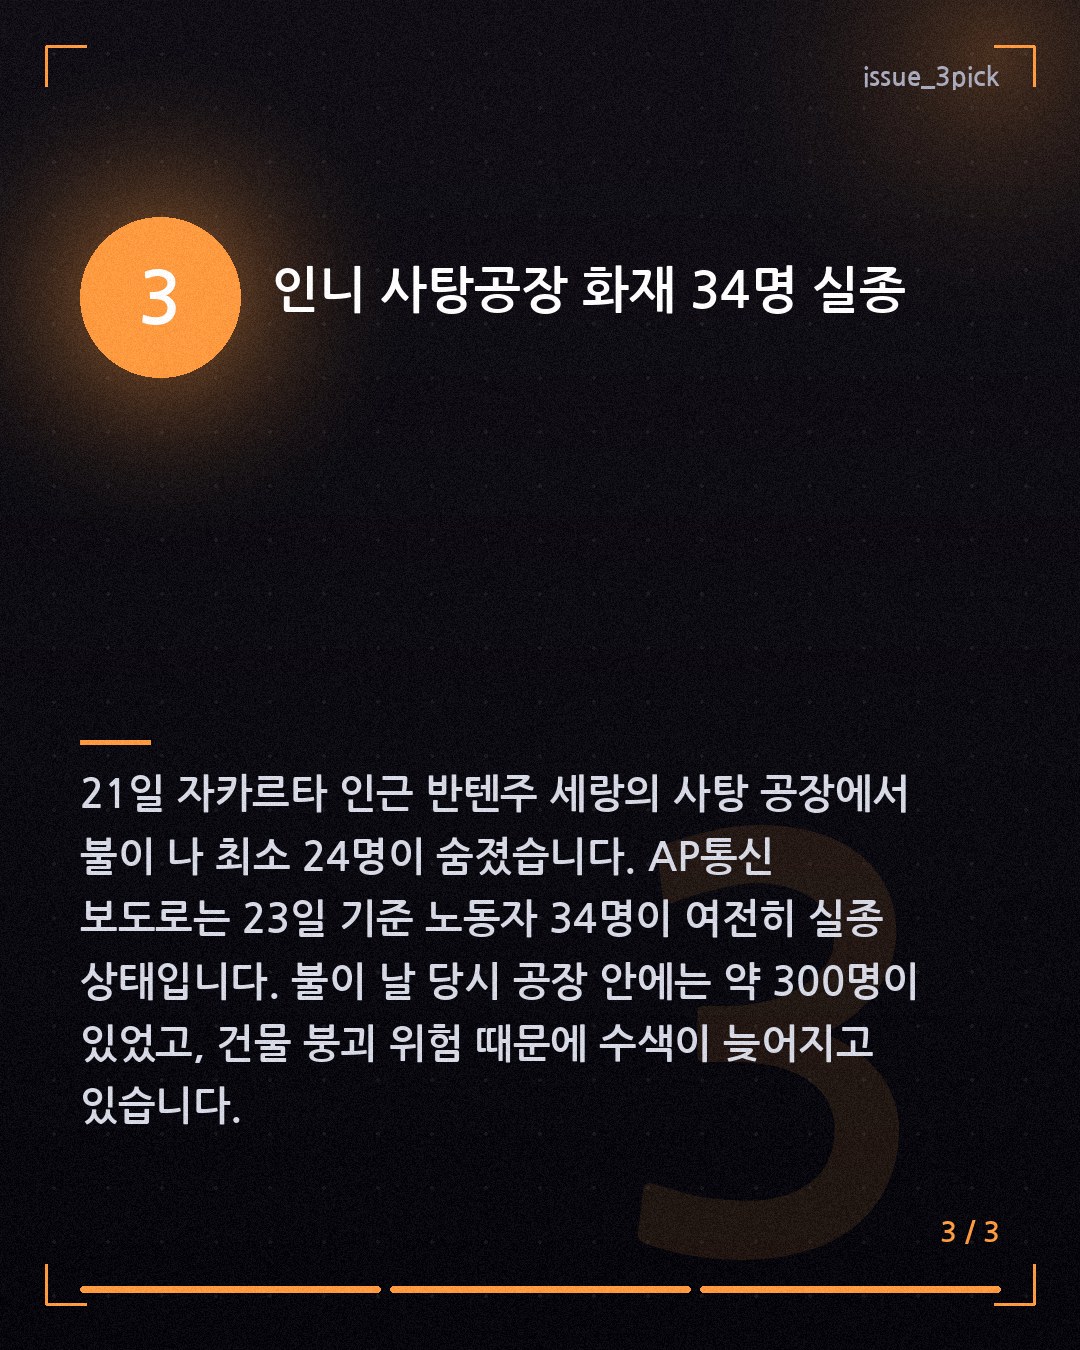 issue_3pick
3
인니 사탕공장 화재 34명 실종
21일 자카르타 인근 반텐주 세랑의 사탕 공장에서
불이 나 최소 24명이 숨졌습니다. AP통신
보도로는 23일 기준 노동자 34명이 여전히 실종
상태입니다. 불이 날 당시 공장 안에는 약 300명이
있었고, 건물 붕괴 위험 때문에 수색이 늦어지고
있습니다.
3
3 / 3